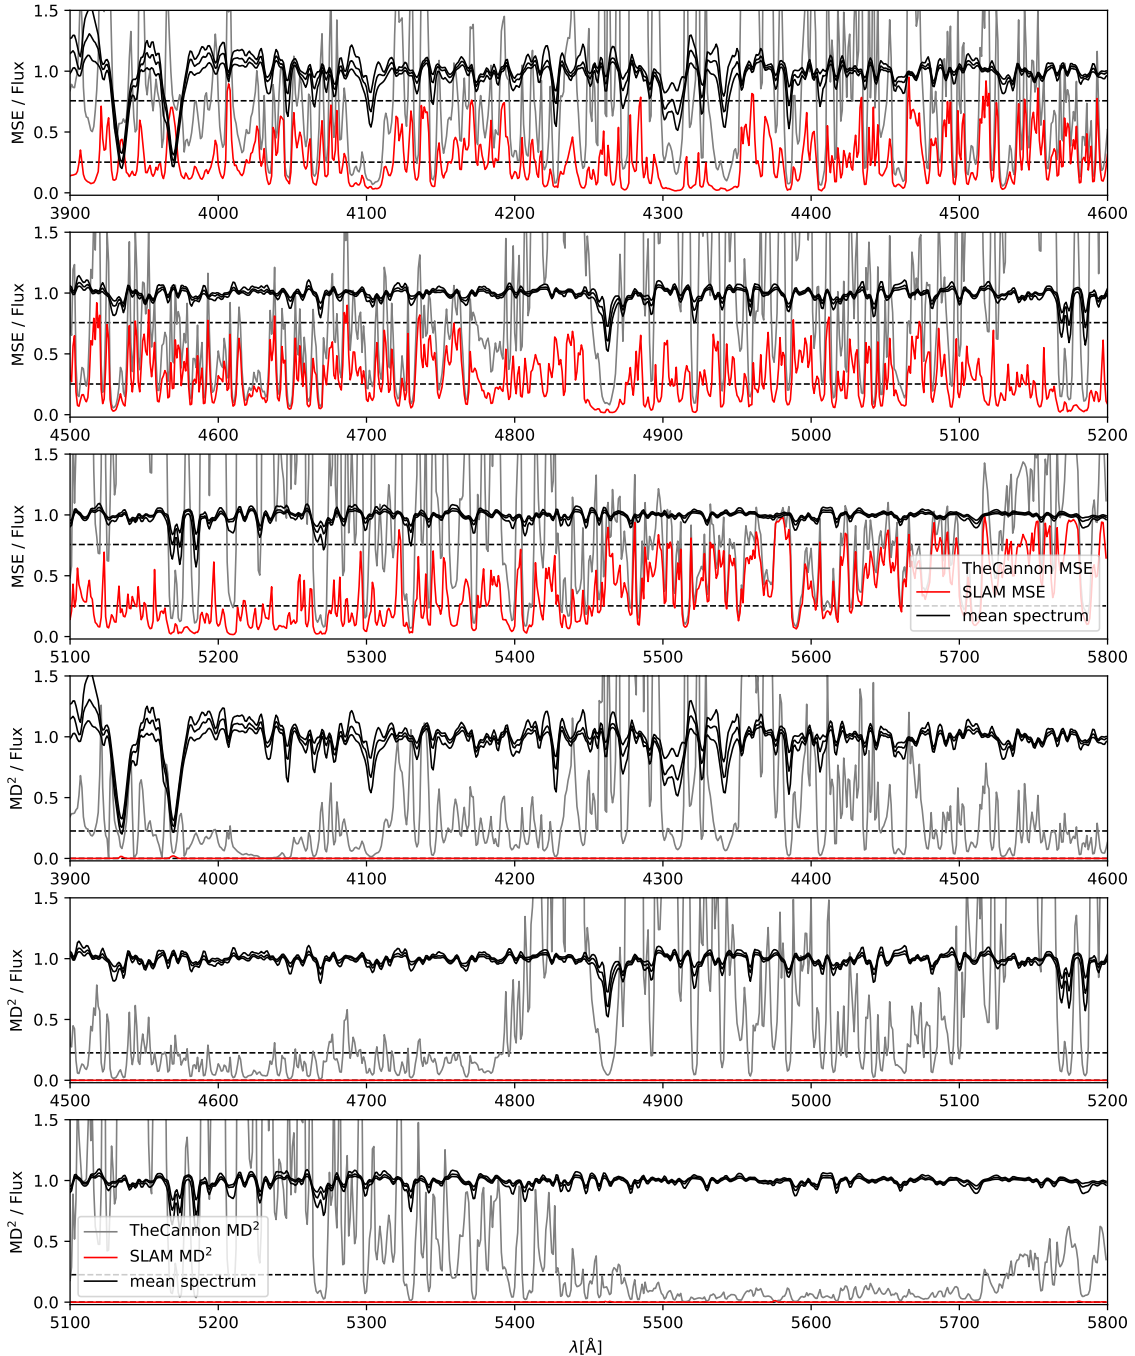 1.5
1.0
0.5
0.0
MSE / Flux
3900 4000 4100 4200 4300 4400 4500 4600
1.5
1.0
0.5
0.0
MSE / Flux
4500 4600 4700 4800 4900 5000 5100 5200
1.5
1.0
0.5
0.0
MSE / Flux
TheCannon MSE
SLAM MSE
mean spectrum
5100 5200 5300 5400 5500 5600 5700 5800
1.5
1.0
0.5
0.0
MD² / Flux
3900 4000 4100 4200 4300 4400 4500 4600
1.5
1.0
0.5
0.0
MD² / Flux
4500 4600 4700 4800 4900 5000 5100 5200
1.5
1.0
0.5
0.0
MD² / Flux
TheCannon MD²
SLAM MD²
mean spectrum
5100 5200 5300 5400 5500 5600 5700 5800
λ[Å]